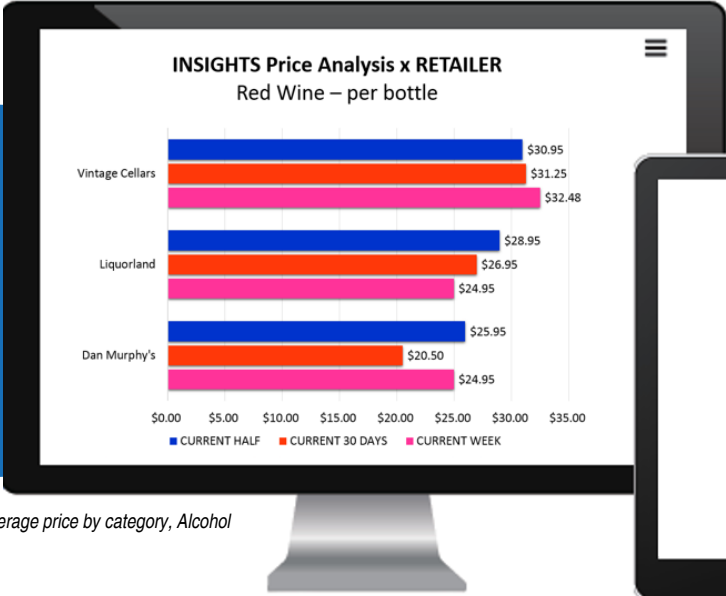 INSIGHTS Price Analysis x RETAILER
Red Wine – per bottle
Vintage Cellars
$30.95
$31.25
$32.48
Liquorland
$28.95
$26.95
$24.95
Dan Murphy's
$25.95
$20.50
$24.95
$0.00 $5.00 $10.00 $15.00 $20.00 $25.00 $30.00 $35.00
CURRENT HALF CURRENT 30 DAYS CURRENT WEEK
price by category, Alcohol